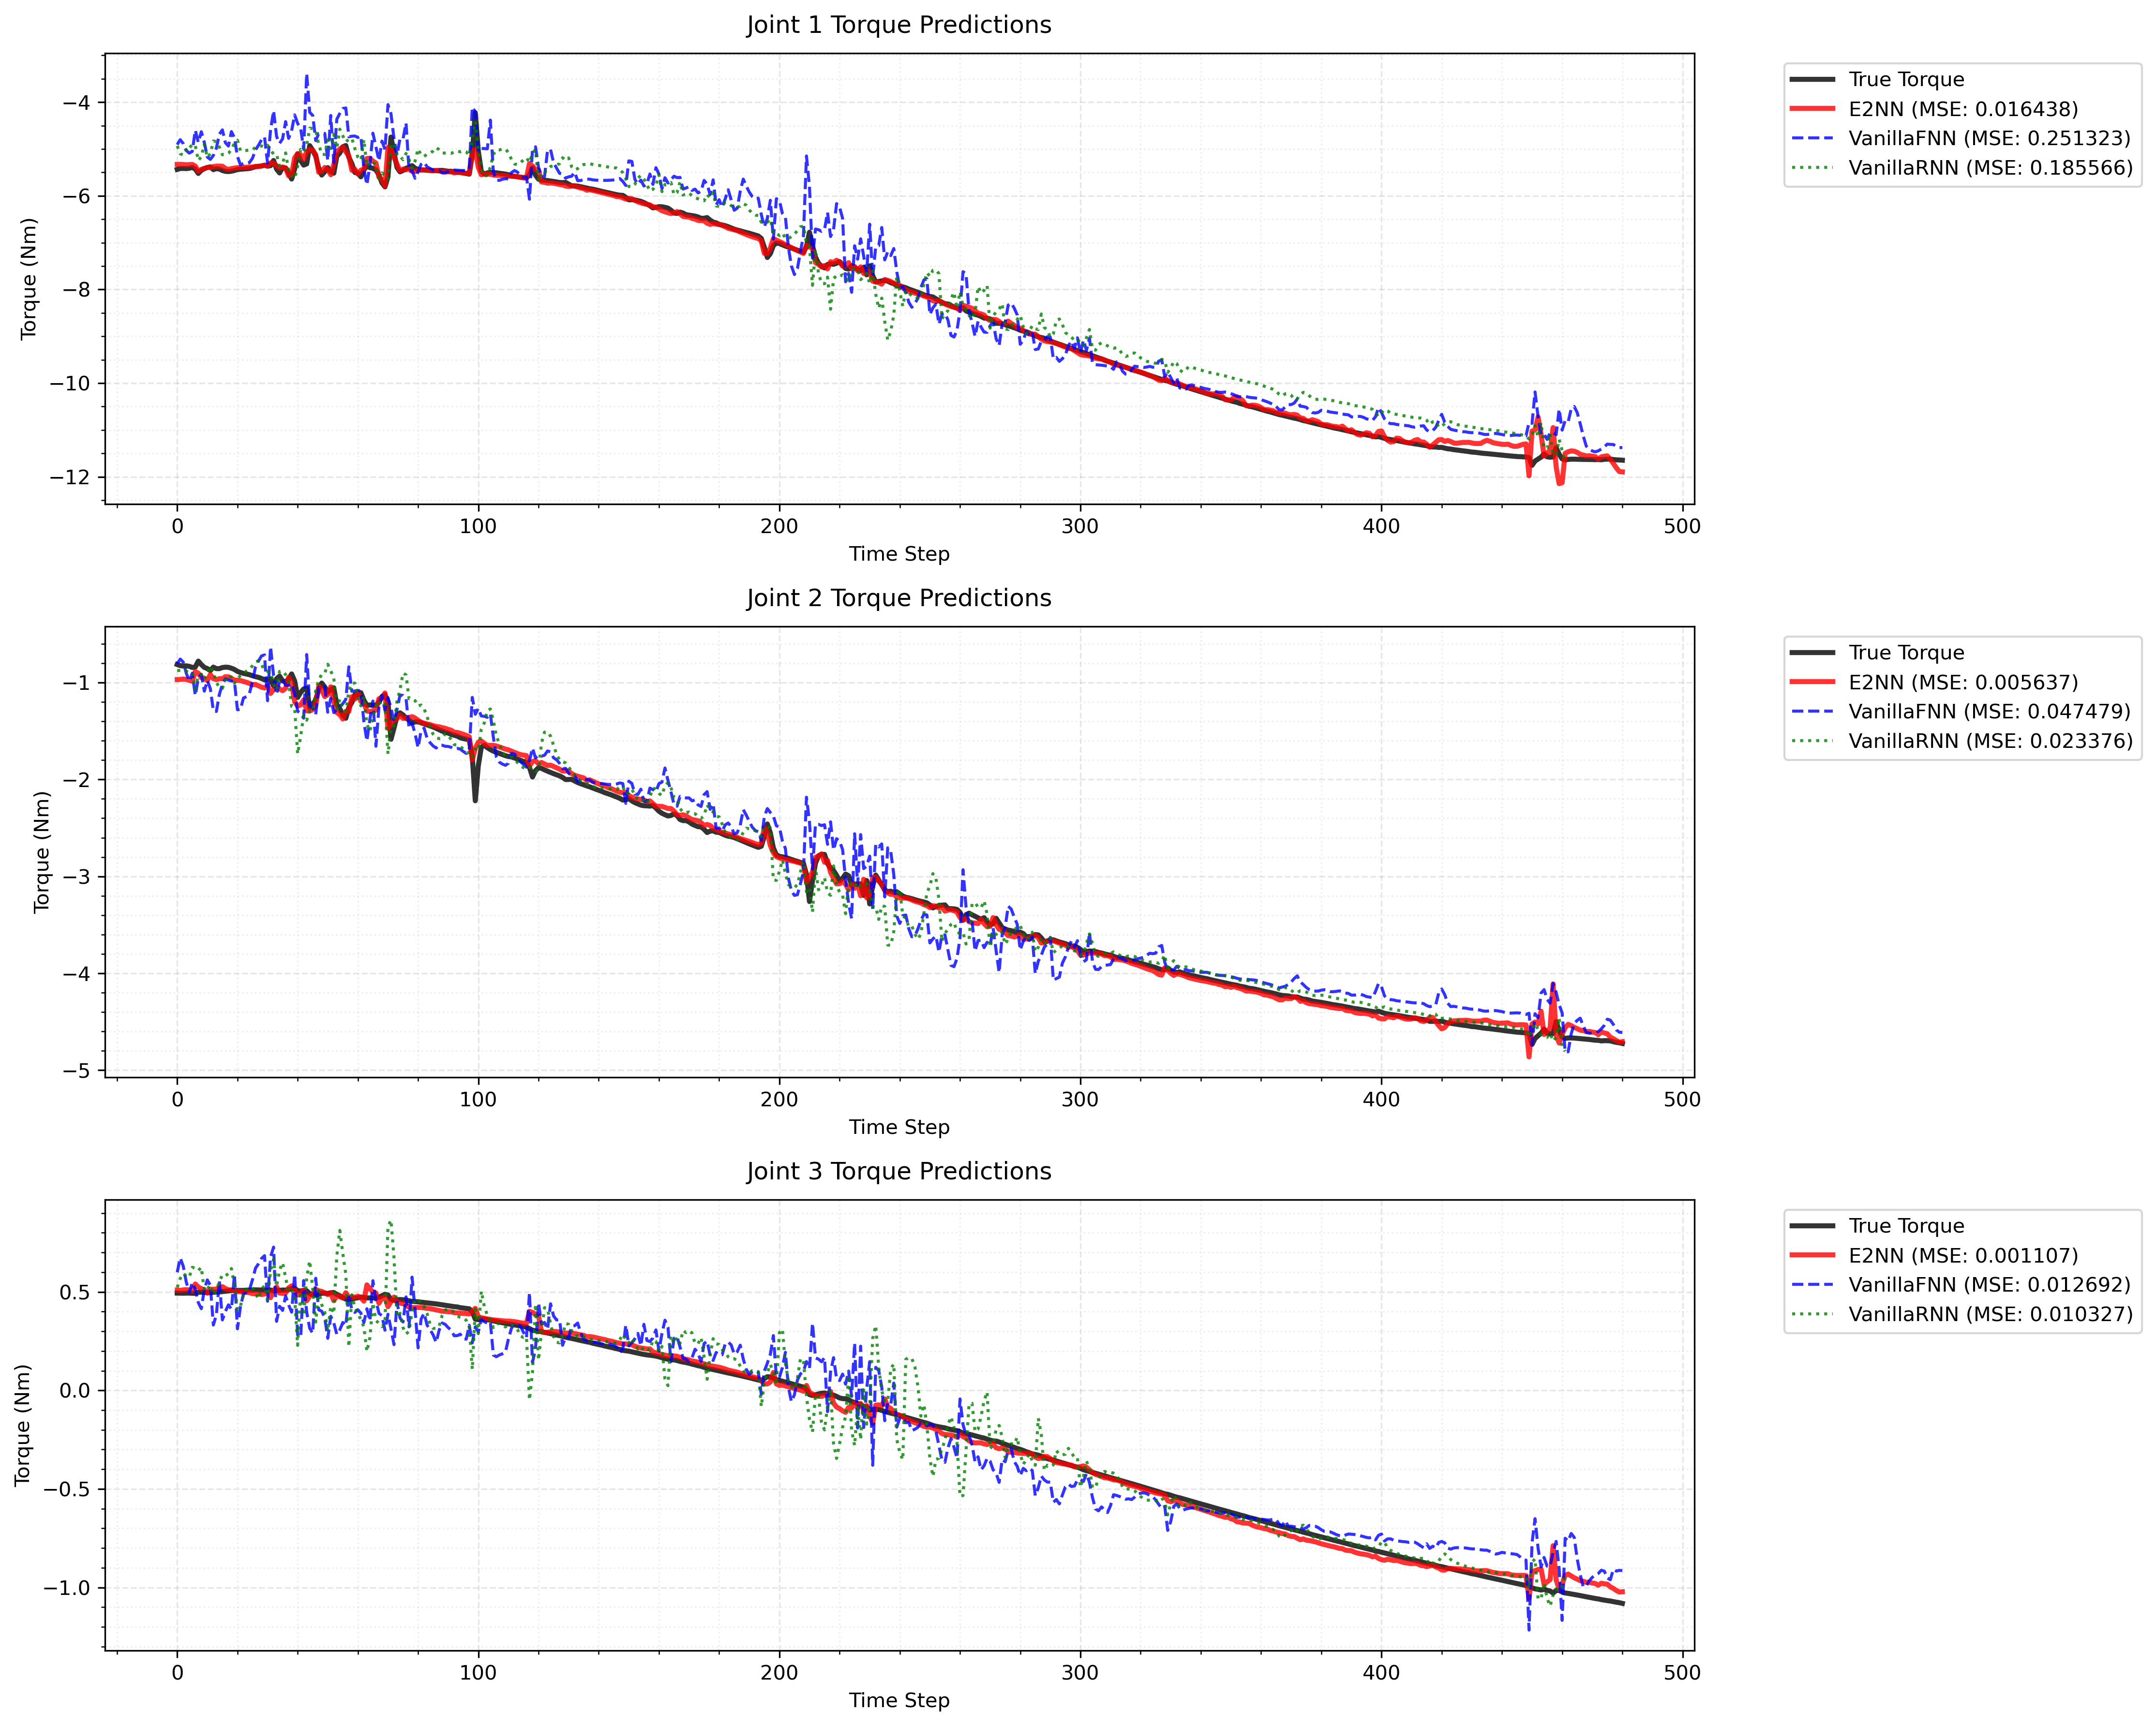 Joint 1 Torque Predictions
Torque (Nm)
−4
−6
−8
−10
−12
0 100 200 300 400 500
Time Step
True Torque
E2NN (MSE: 0.016438)
VanillaFNN (MSE: 0.251323)
VanillaRNN (MSE: 0.185566)
Joint 2 Torque Predictions
Torque (Nm)
−1
−2
−3
−4
−5
0 100 200 300 400 500
Time Step
True Torque
E2NN (MSE: 0.005637)
VanillaFNN (MSE: 0.047479)
VanillaRNN (MSE: 0.023376)
Joint 3 Torque Predictions
Torque (Nm)
0.5
0.0
−0.5
−1.0
0 100 200 300 400 500
Time Step
True Torque
E2NN (MSE: 0.001107)
VanillaFNN (MSE: 0.012692)
VanillaRNN (MSE: 0.010327)